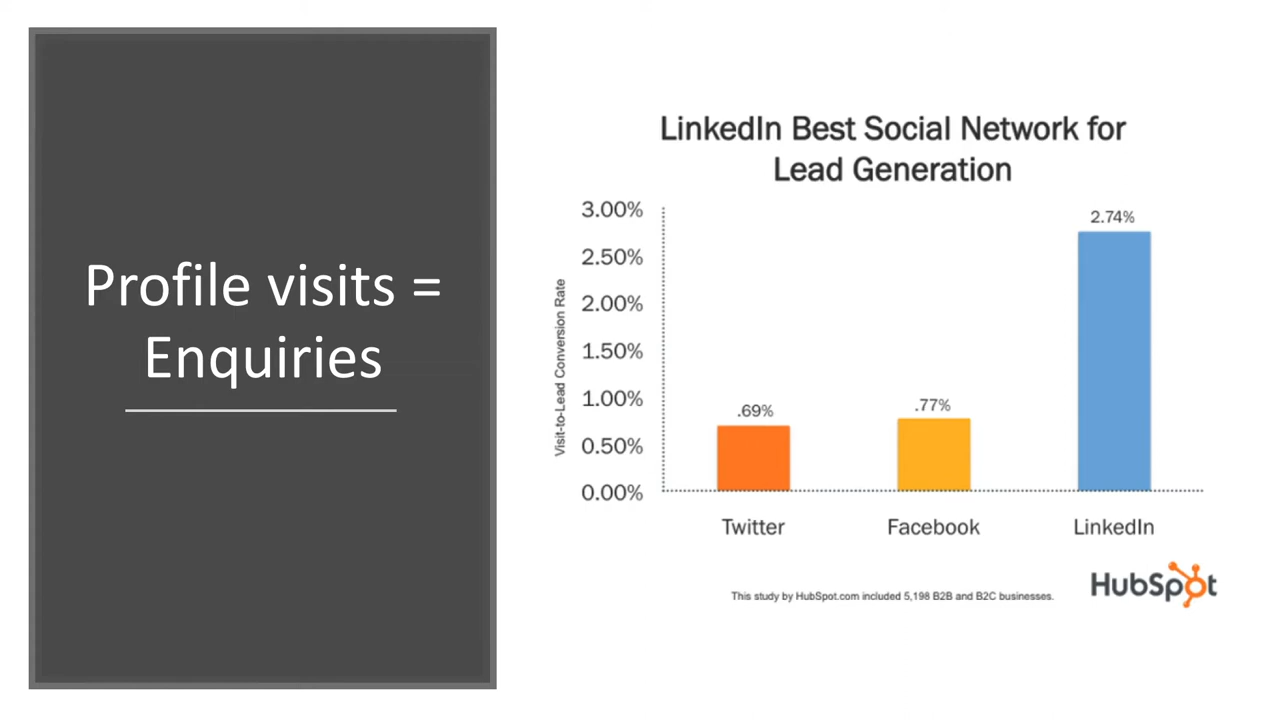 Profile visits =
Enquiries
LinkedIn Best Social Network for
Lead Generation
Visit-to-Lead Conversion Rate
3.00%
2.50%
2.00%
1.50%
1.00%
0.50%
0.00%
.69%
.77%
2.74%
Twitter Facebook LinkedIn
This study by HubSpot.com included 5,198 B2B and B2C businesses.
HubSpot